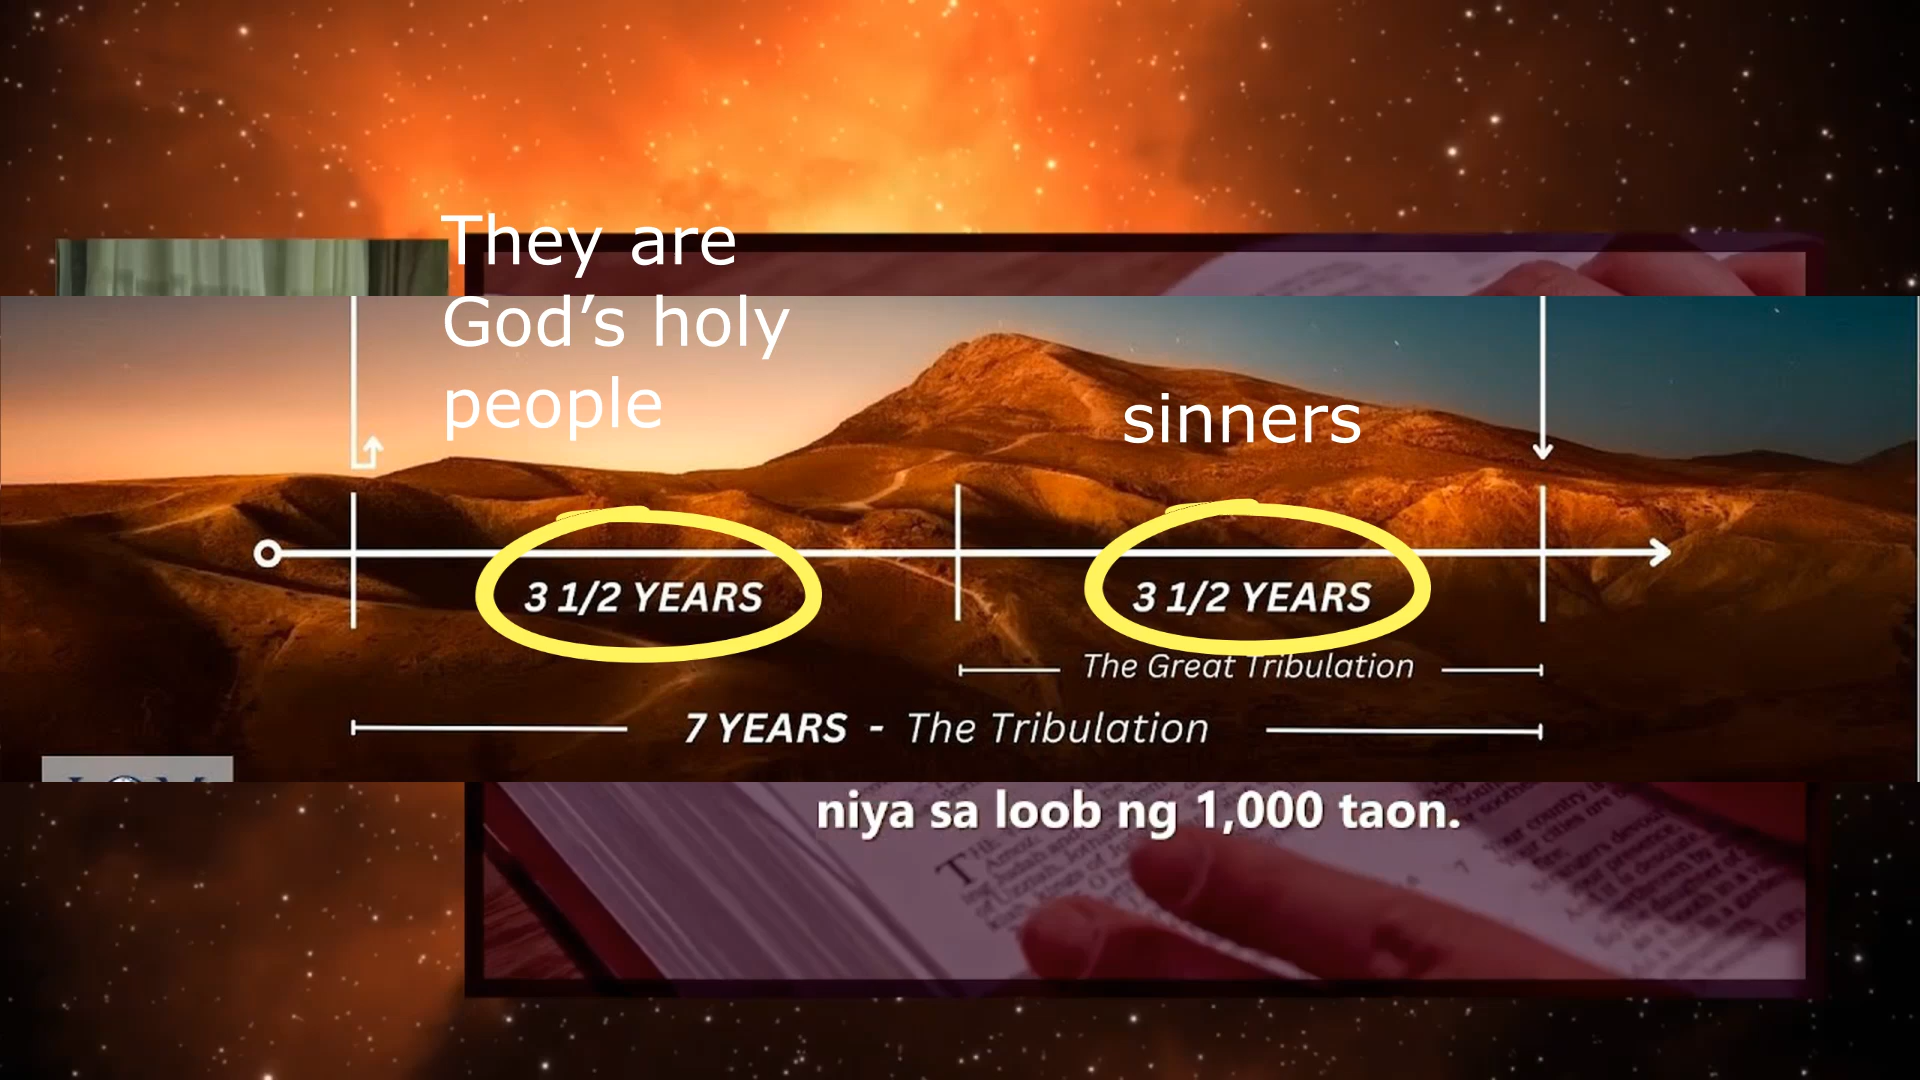 They are
God’s holy
people
sinners
3 1/2 YEARS
3 1/2 YEARS
The Great Tribulation
7 YEARS - The Tribulation
niya sa loob ng 1,000 taon.